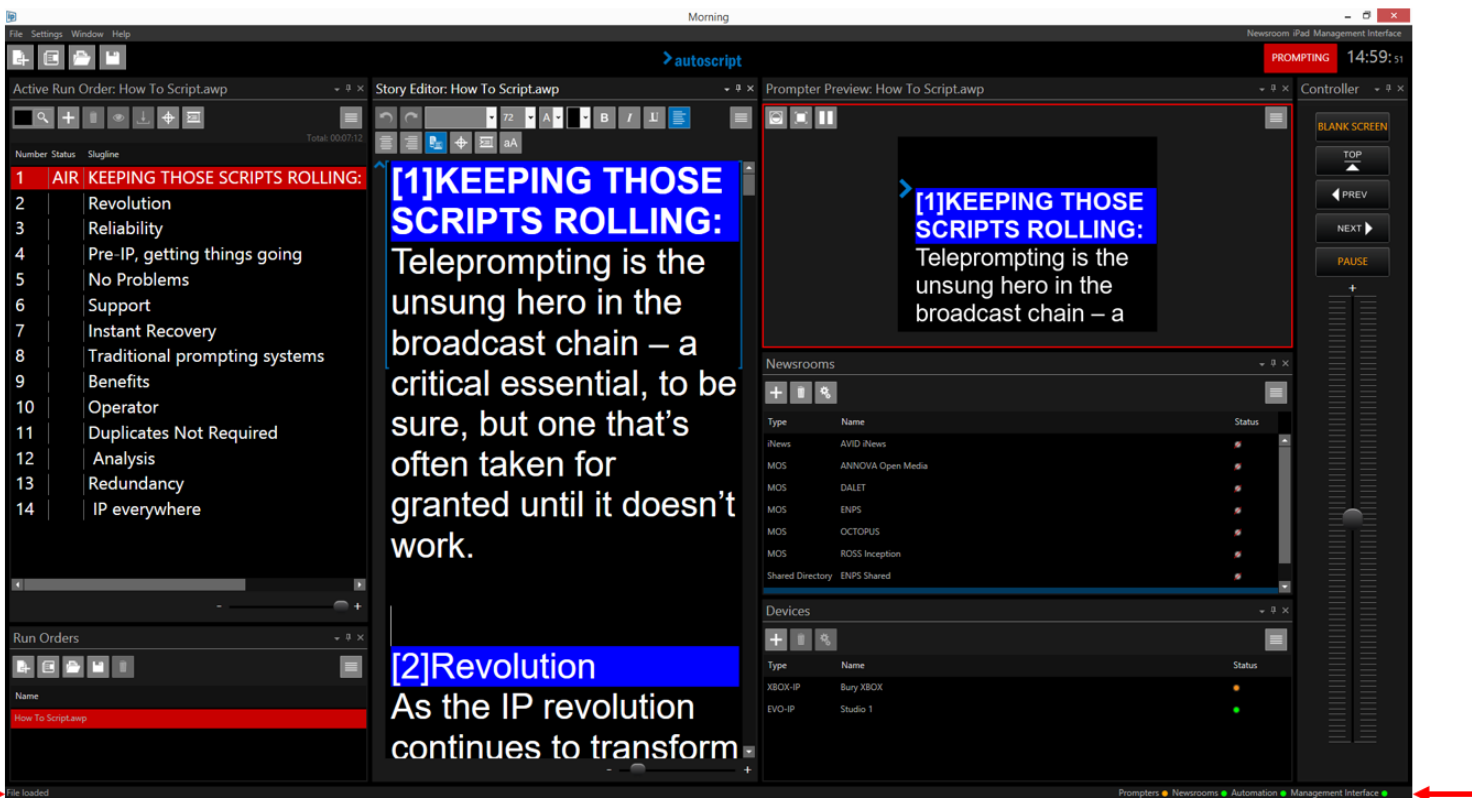 Morning
File Settings Window Help
Newsroom iPad Management Interface
autoscript
PROMPTING 14:59:51
Active Run Order: How To Script.awp
Total: 00:07:12
Number Status Slugline
1 AIR KEEPING THOSE SCRIPTS ROLLING:
2 Revolution
3 Reliability
4 Pre-IP, getting things going
5 No Problems
6 Support
7 Instant Recovery
8 Traditional prompting systems
9 Benefits
10 Operator
11 Duplicates Not Required
12 Analysis
13 Redundancy
14 IP everywhere
- +
Run Orders
Name
How To Script.awp
Story Editor: How To Script.awp
72 A B I U
aA
[1]KEEPING THOSE
SCRIPTS ROLLING:
Teleprompting is the
unsung hero in the
broadcast chain – a
critical essential, to be
sure, but one that's
often taken for
granted until it doesn't
work.
[2]Revolution
As the IP revolution
continues to transform
- +
Prompter Preview: How To Script.awp
[1]KEEPING THOSE
SCRIPTS ROLLING:
Teleprompting is the
unsung hero in the
broadcast chain – a
Newsrooms
Type Name Status
iNews AVID iNews
MOS ANNOVA Open Media
MOS DALET
MOS ENPS
MOS OCTOPUS
MOS ROSS Inception
Shared Directory ENPS Shared
Devices
Type Name Status
XBOX-IP Bury XBOX
EVO-IP Studio 1
Controller
BLANK SCREEN
TOP
PREV
NEXT
PAUSE
+
File loaded
Prompters Newsrooms Automation Management Interface